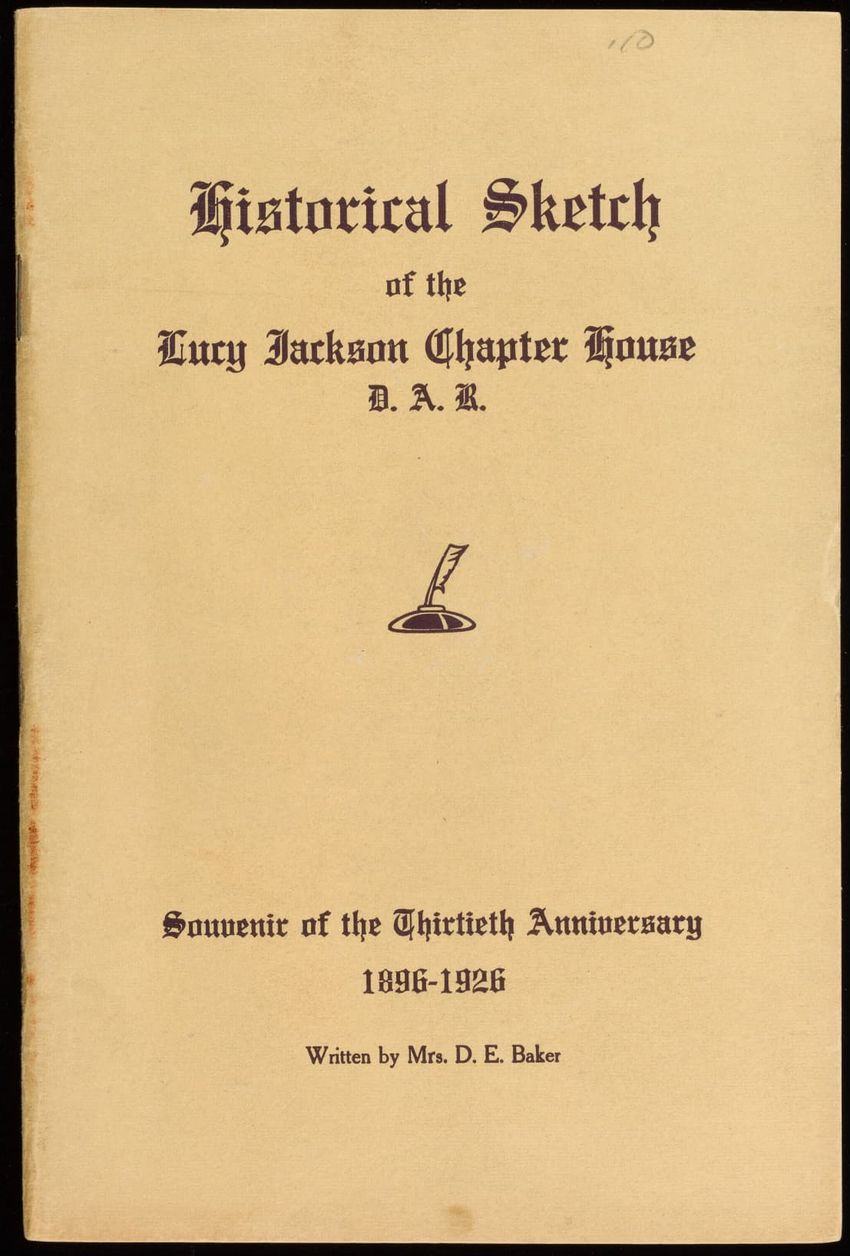 Historical Sketch
of the
Lucy Jackson Chapter House
D. A. R.
Souvenir of the Thirtieth Anniversary
1896-1926
Written by Mrs. D. E. Baker